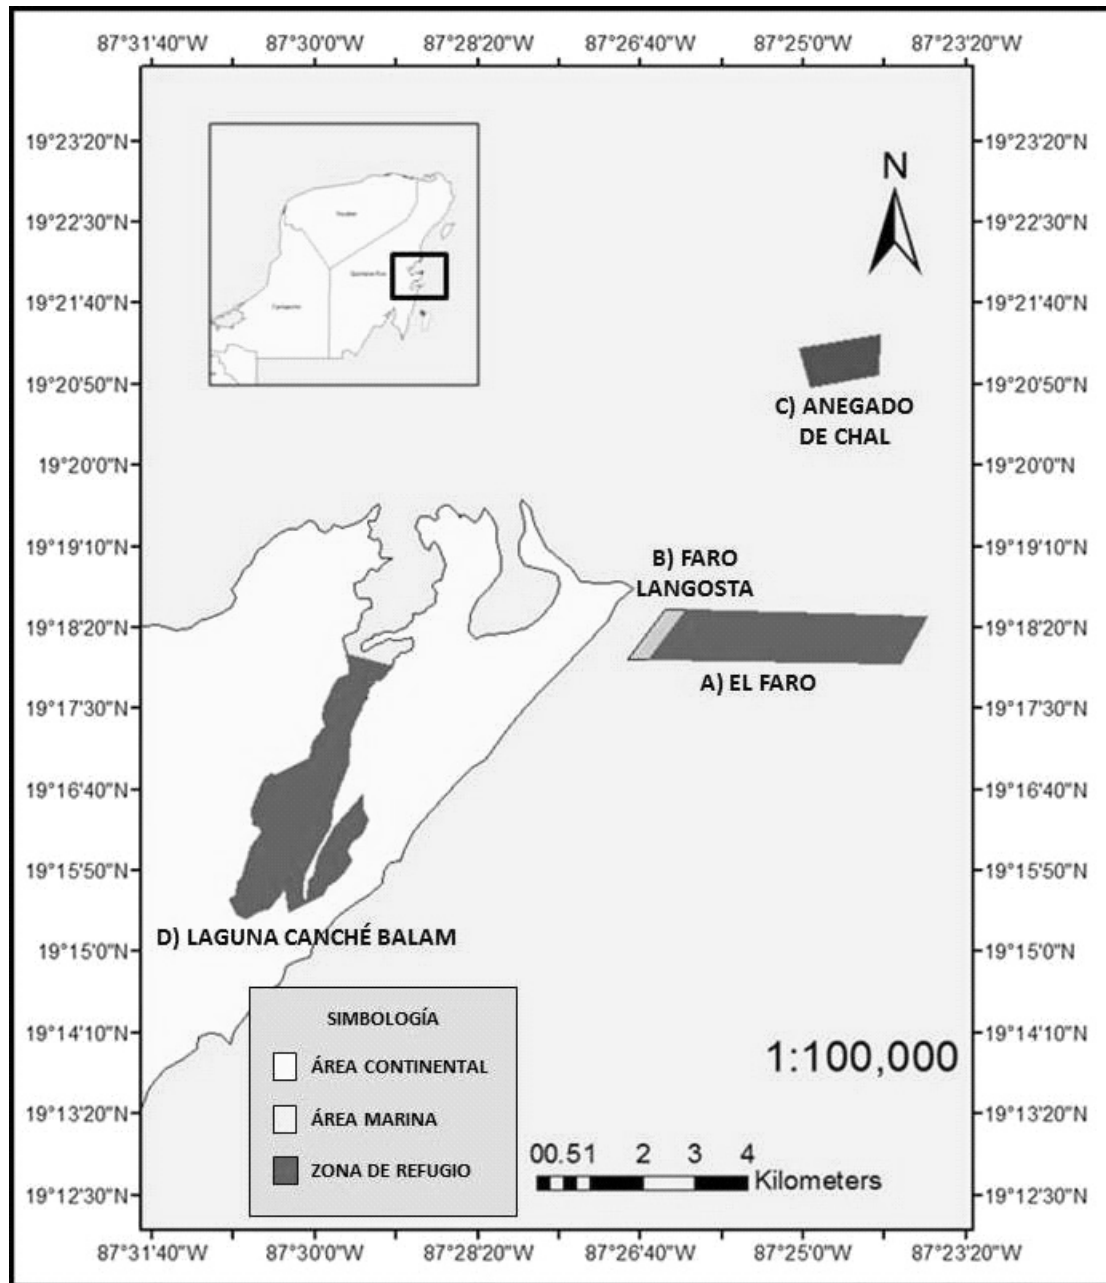 87°31'40"W 87°30'0"W 87°28'20"W 87°26'40"W 87°25'0"W 87°23'20"W
19°23'20"N 19°23'20"N
N
19°22'30"N 19°22'30"N
19°21'40"N 19°21'40"N
19°20'50"N 19°20'50"N
C) ANEGADO
DE CHAL
19°20'0"N 19°20'0"N
19°19'10"N 19°19'10"N
B) FARO
LANGOSTA
19°18'20"N 19°18'20"N
A) EL FARO
19°17'30"N 19°17'30"N
19°16'40"N 19°16'40"N
19°15'50"N 19°15'50"N
D) LAGUNA CANCHÉ BALAM
19°15'0"N 19°15'0"N
SIMBOLOGÍA
19°14'10"N 19°14'10"N
1:100,000
ÁREA CONTINENTAL
19°13'20"N 19°13'20"N
ÁREA MARINA
00.51 2 3 4
ZONA DE REFUGIO
Kilometers
19°12'30"N 19°12'30"N
87°31'40"W 87°30'0"W 87°28'20"W 87°26'40"W 87°25'0"W 87°23'20"W